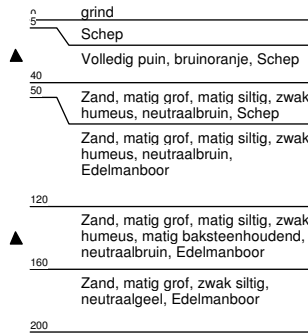 0
grind
5
Schep
Volledig puin, bruinoranje, Schep
40
50
Zand, matig grof, matig siltig, zwak
humeus, neutraalbruin, Schep
Zand, matig grof, matig siltig, zwak
humeus, neutraalbruin,
Edelmanboor
120
Zand, matig grof, matig siltig, zwak
humeus, matig baksteenhoudend,
neutraalbruin, Edelmanboor
160
Zand, matig grof, zwak siltig,
neutraalgeel, Edelmanboor
200